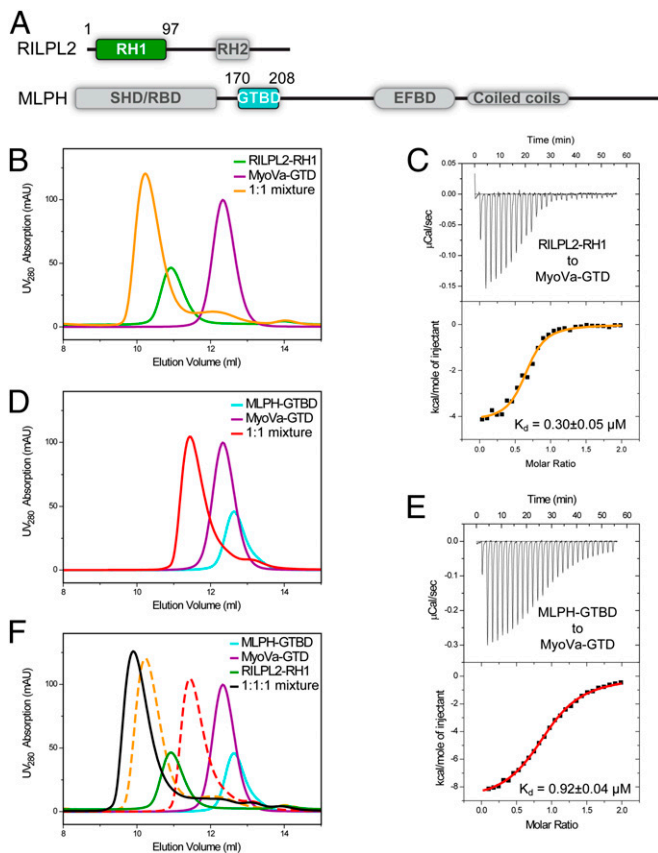 A
1 97
RILPL2 RH1 RH2
170 208
MLPH SHD/RBD GTBD EFBD Coiled coils
B
RILPL2-RH1
MyoVa-GTD
1:1 mixture
100
50
0
UV280 Absorption (mAU)
8 10 12 14
Elution Volume (ml)
C
Time (min)
0 10 20 30 40 50 60
0.05
0.00
-0.05
-0.10
-0.15
µCal/sec
RILPL2-RH1
to
MyoVa-GTD
0
-2
-4
kcal/mole of injectant
Kd = 0.30±0.05 µM
0.0 0.5 1.0 1.5 2.0
Molar Ratio
D
MLPH-GTBD
MyoVa-GTD
1:1 mixture
100
50
0
UV280 Absorption (mAU)
8 10 12 14
Elution Volume (ml)
E
Time (min)
0 10 20 30 40 50 60
0.0
-0.1
-0.2
-0.3
µCal/sec
MLPH-GTBD
to
MyoVa-GTD
0
-2
-4
-6
-8
kcal/mole of injectant
Kd = 0.92±0.04 µM
0.0 0.5 1.0 1.5 2.0
Molar Ratio
F
MLPH-GTBD
MyoVa-GTD
RILPL2-RH1
1:1:1 mixture
100
50
0
UV280 Absorption (mAU)
8 10 12 14
Elution Volume (ml)